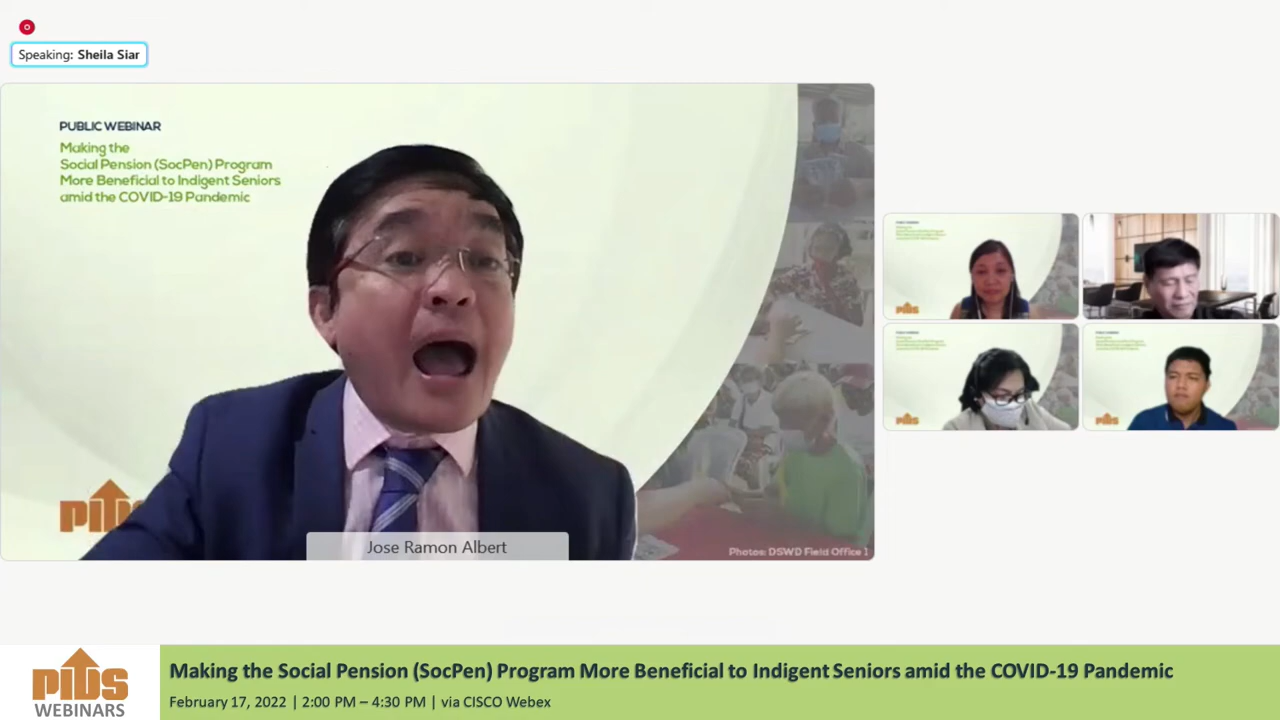 Speaking: Sheila Siar
PUBLIC WEBINAR
Making the
Social Pension (SocPen) Program
More Beneficial to Indigent Seniors
amid the COVID-19 Pandemic
Jose Ramon Albert
Photos: DSWD Field Office 1
PIDS
PIDS
PIDS
PIDS
WEBINARS
Making the Social Pension (SocPen) Program More Beneficial to Indigent Seniors amid the COVID-19 Pandemic
February 17, 2022 | 2:00 PM – 4:30 PM | via CISCO Webex